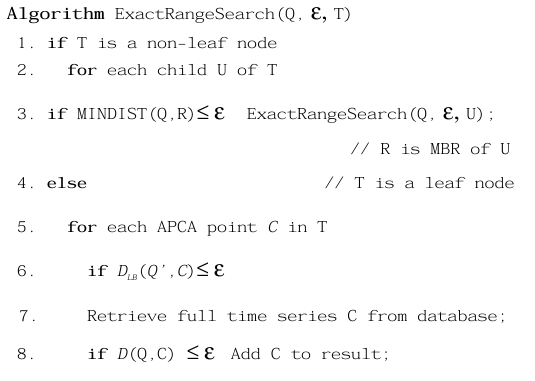 Algorithm ExactRangeSearch(Q, ε, T)
1. if T is a non-leaf node
2. for each child U of T
3. if MINDIST(Q,R)≤ε ExactRangeSearch(Q, ε, U);
// R is MBR of U
4. else // T is a leaf node
5. for each APCA point C in T
6. if D_LB(Q',C)≤ε
7. Retrieve full time series C from database;
8. if D(Q,C) ≤ε Add C to result;